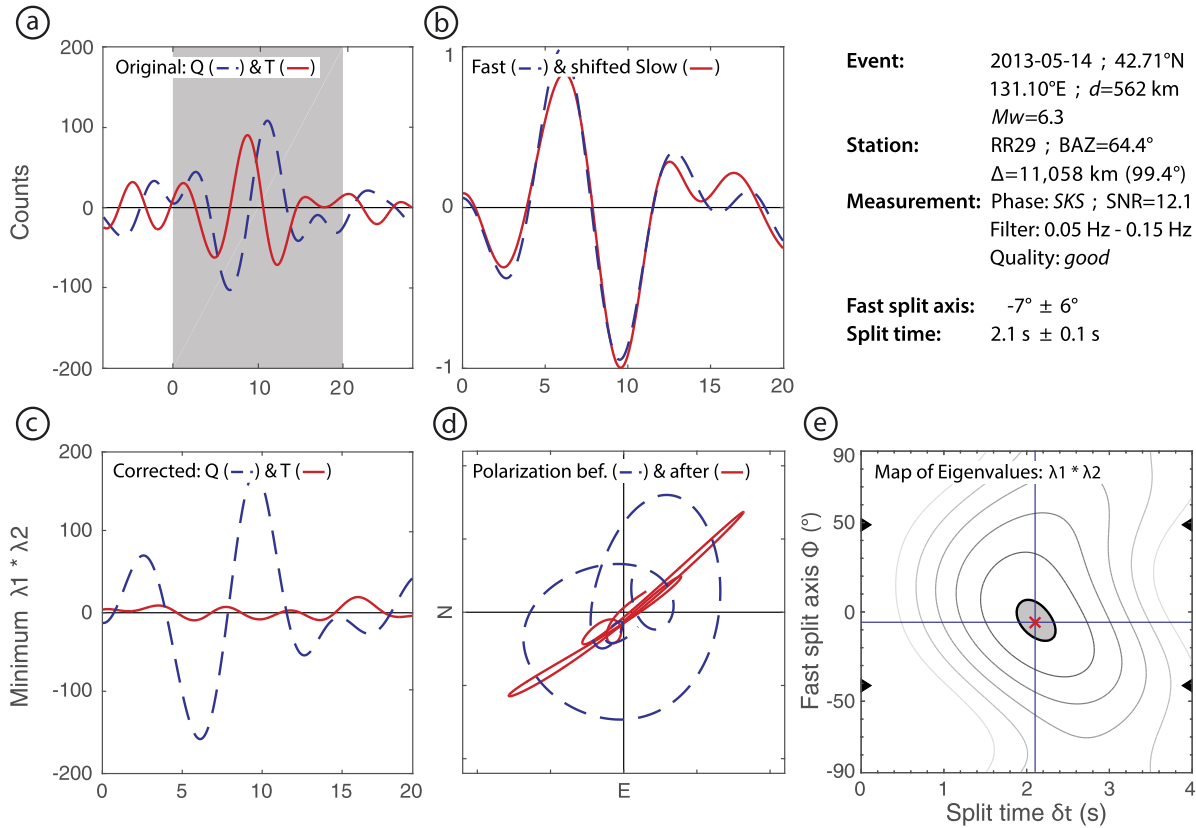 a
200
100
0
-100
-200
Counts
Original: Q (– –) & T (—)
0
10
20
b
1
0
-1
Fast (– –) & shifted Slow (—)
0
5
10
15
20
Event: 2013-05-14 ; 42.71°N
131.10°E ; d=562 km
Mw=6.3
Station: RR29 ; BAZ=64.4°
Δ=11,058 km (99.4°)
Measurement: Phase: SKS ; SNR=12.1
Filter: 0.05 Hz - 0.15 Hz
Quality: good
Fast split axis: -7° ± 6°
Split time: 2.1 s ± 0.1 s
c
200
100
0
-100
-200
Minimum λ1 * λ2
Corrected: Q (– –) & T (—)
0
5
10
15
20
d
Polarization bef. (– –) & after (—)
N
E
e
90
50
0
-50
-90
Fast split axis Φ (°)
Map of Eigenvalues: λ1 * λ2
0
1
2
3
4
Split time δt (s)